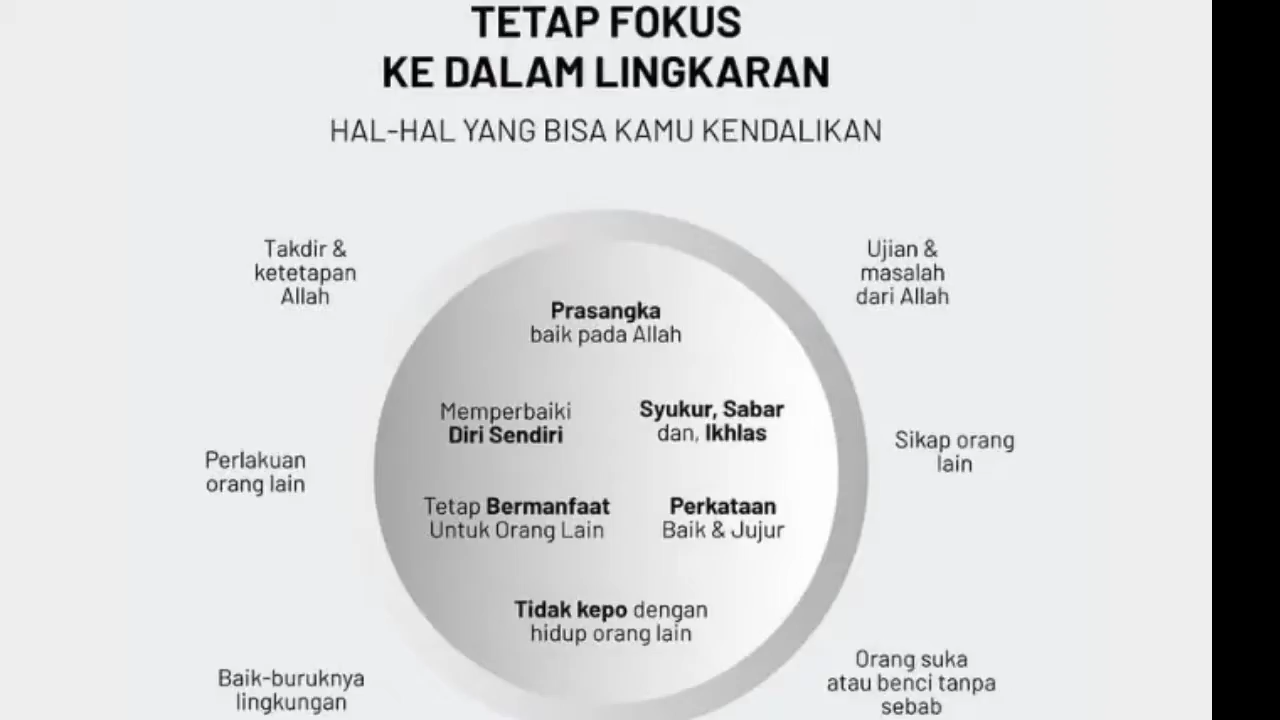 TETAP FOKUS
KE DALAM LINGKARAN
HAL-HAL YANG BISA KAMU KENDALIKAN
Takdir &
ketetapan
Allah
Ujian &
masalah
dari Allah
Prasangka
baik pada Allah
Memperbaiki
Diri Sendiri
Syukur, Sabar
dan, Ikhlas
Perlakuan
orang lain
Sikap orang
lain
Tetap Bermanfaat
Untuk Orang Lain
Perkataan
Baik & Jujur
Tidak kepo dengan
hidup orang lain
Baik-buruknya
lingkungan
Orang suka
atau benci tanpa
sebab